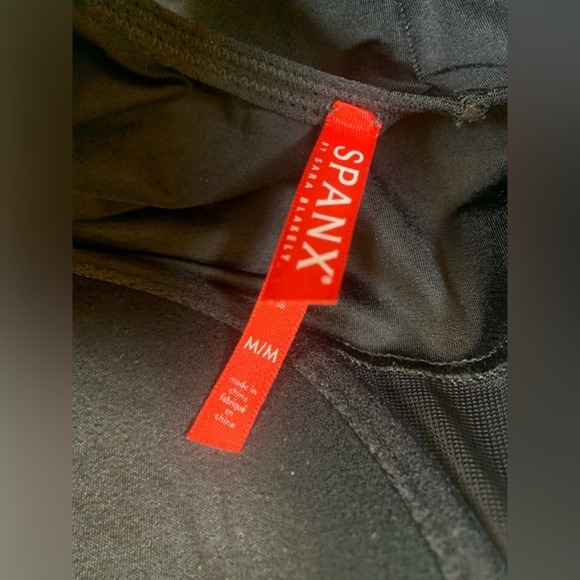 SPANX®
BY SARA BLAKELY
M/M
made in
china
fabriqué
en
chine